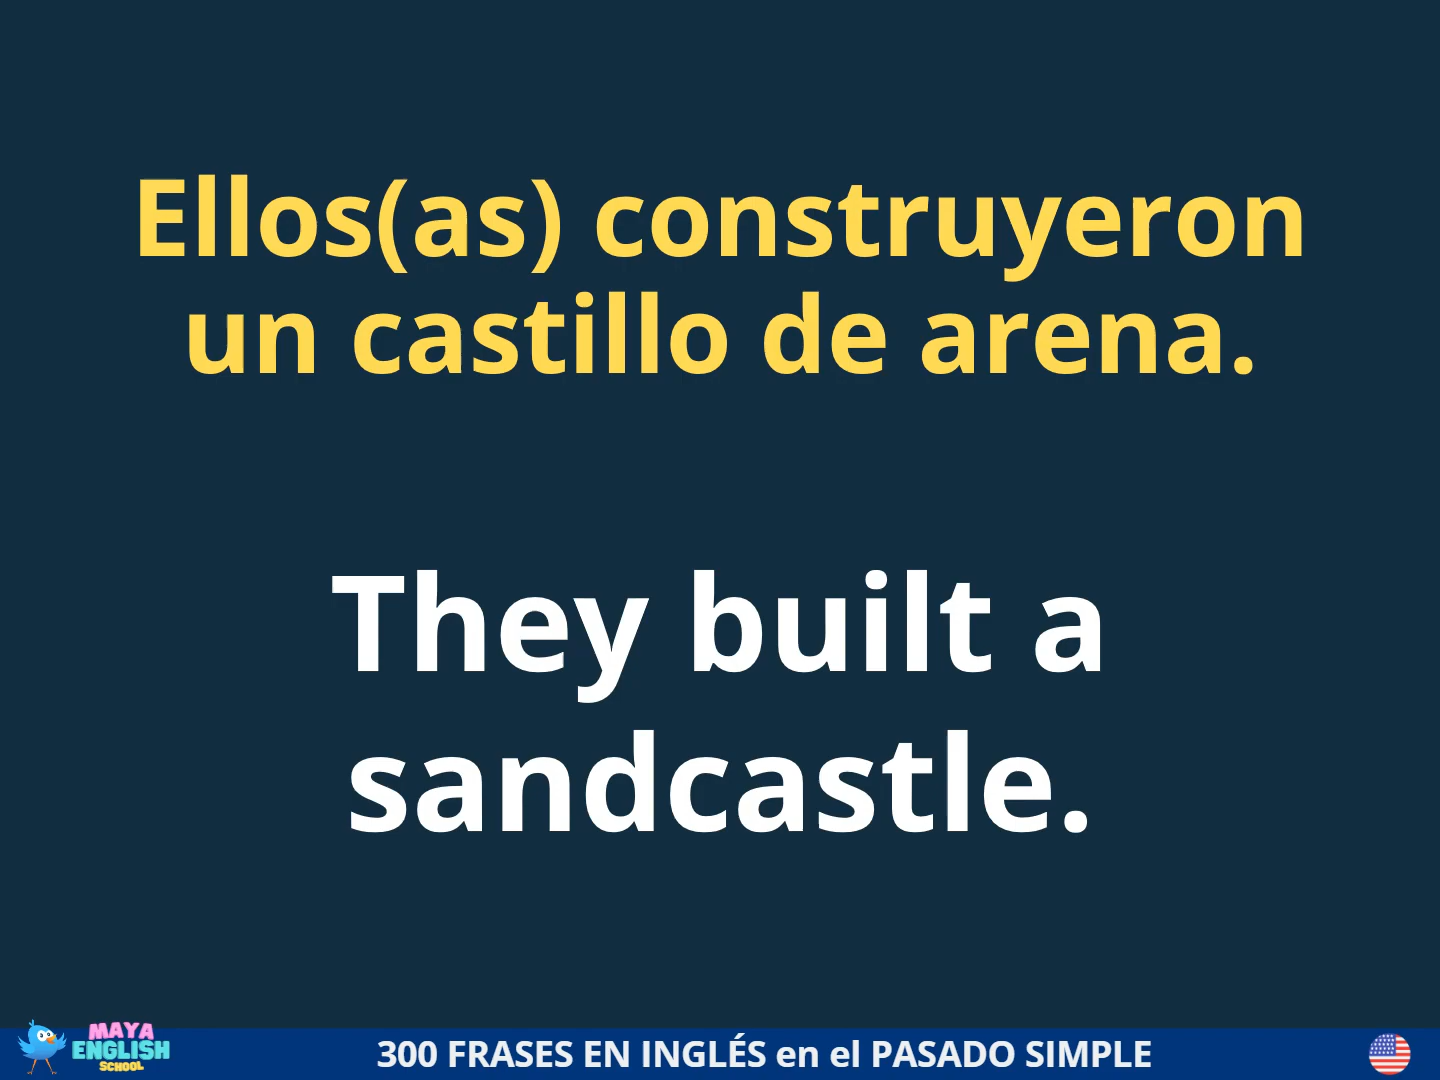 Ellos(as) construyeron
un castillo de arena.
They built a
sandcastle.
MAYA
ENGLISH
SCHOOL
300 FRASES EN INGLÉS en el PASADO SIMPLE